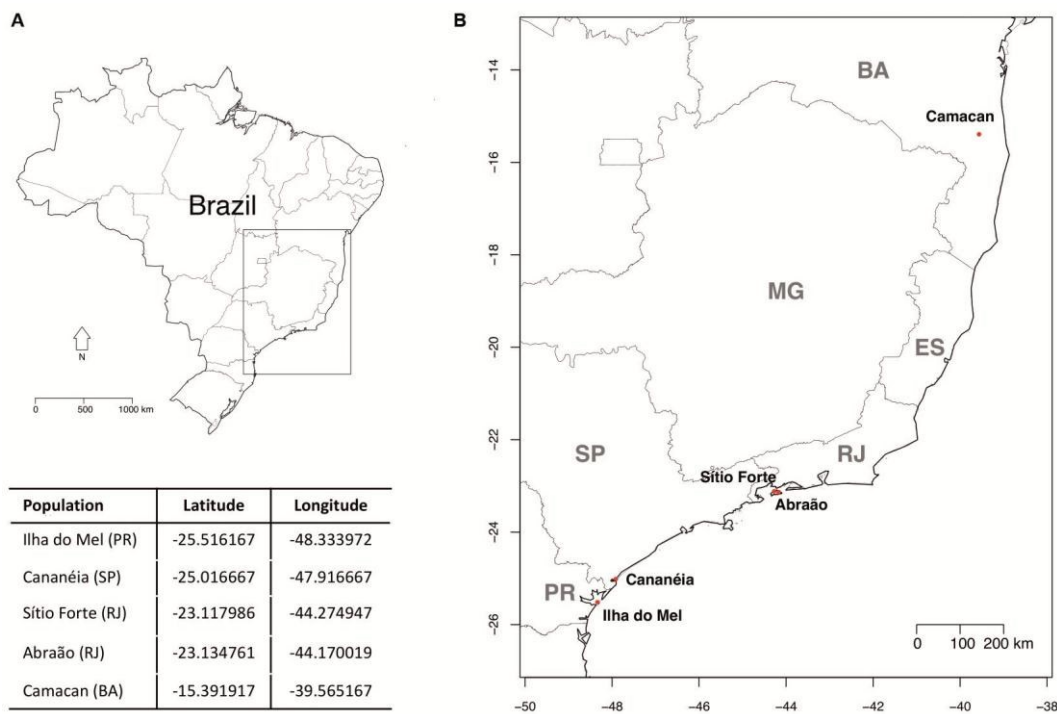 A
Brazil
N
0 500 1000 km
Population Latitude Longitude
Ilha do Mel (PR) -25.516167 -48.333972
Cananéia (SP) -25.016667 -47.916667
Sítio Forte (RJ) -23.117986 -44.274947
Abraão (RJ) -23.134761 -44.170019
Camacan (BA) -15.391917 -39.565167
B
BA
Camacan
MG
ES
SP
RJ
Sítio Forte
Abraão
Cananéia
PR
Ilha do Mel
0 100 200 km
-14
-16
-18
-20
-22
-24
-26
-50 -48 -46 -44 -42 -40 -38